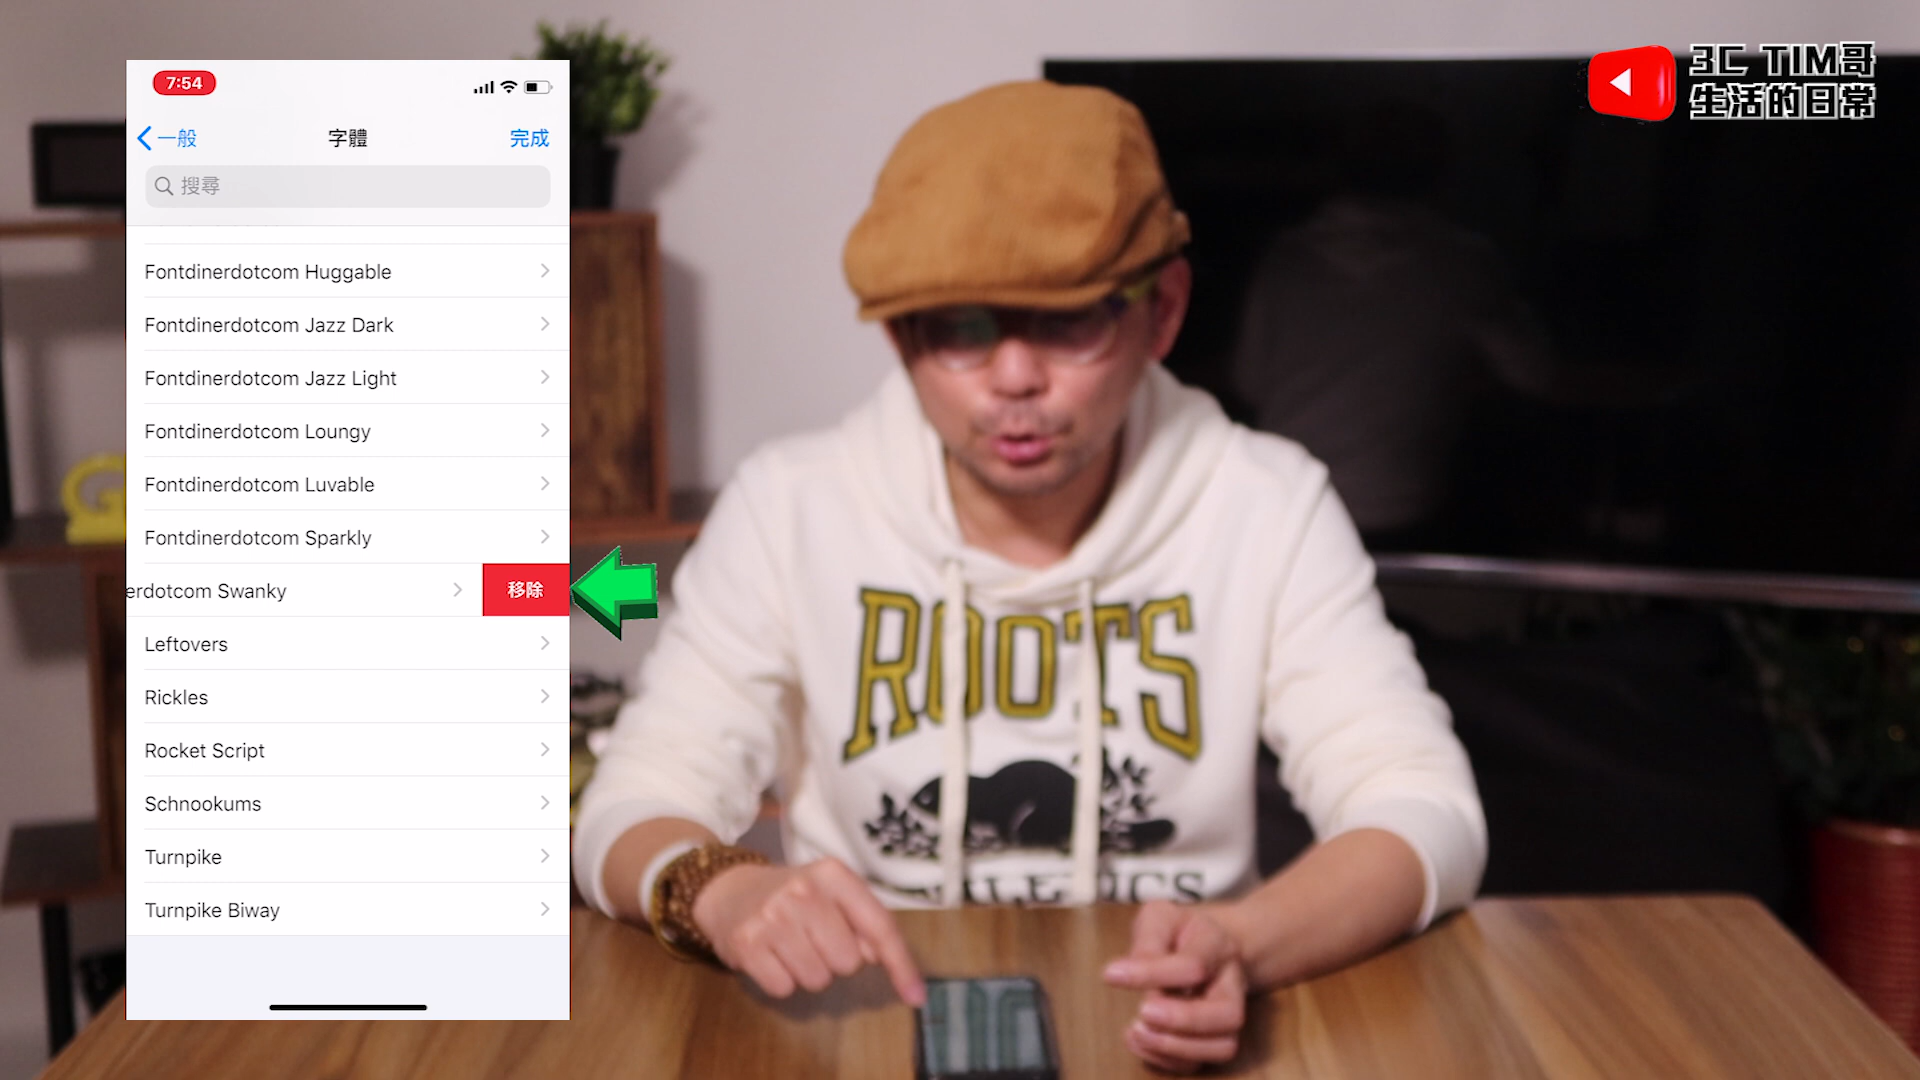 7:54
一般
字體
完成
搜尋
Fontdinerdotcom Huggable
Fontdinerdotcom Jazz Dark
Fontdinerdotcom Jazz Light
Fontdinerdotcom Loungy
Fontdinerdotcom Luvable
Fontdinerdotcom Sparkly
erdotcom Swanky
移除
Leftovers
Rickles
Rocket Script
Schnookums
Turnpike
Turnpike Biway
3C TIM哥
生活的日常
ROOTS